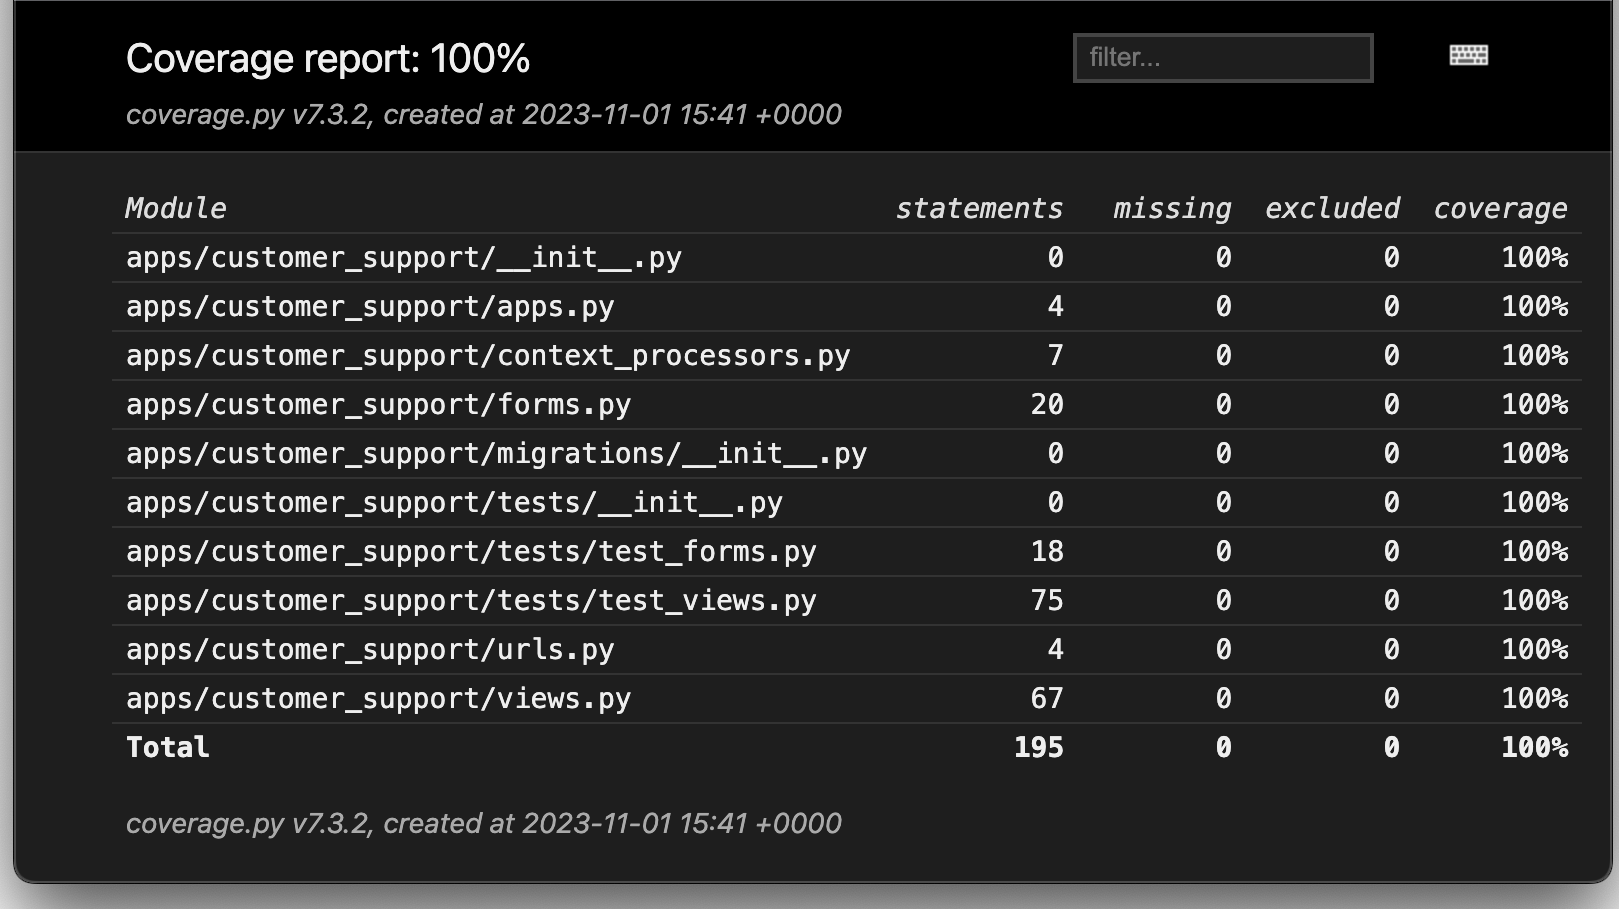 Coverage report: 100%
filter...
coverage.py v7.3.2, created at 2023-11-01 15:41 +0000
Module statements missing excluded coverage
apps/customer_support/__init__.py 0 0 0 100%
apps/customer_support/apps.py 4 0 0 100%
apps/customer_support/context_processors.py 7 0 0 100%
apps/customer_support/forms.py 20 0 0 100%
apps/customer_support/migrations/__init__.py 0 0 0 100%
apps/customer_support/tests/__init__.py 0 0 0 100%
apps/customer_support/tests/test_forms.py 18 0 0 100%
apps/customer_support/tests/test_views.py 75 0 0 100%
apps/customer_support/urls.py 4 0 0 100%
apps/customer_support/views.py 67 0 0 100%
Total 195 0 0 100%
coverage.py v7.3.2, created at 2023-11-01 15:41 +0000